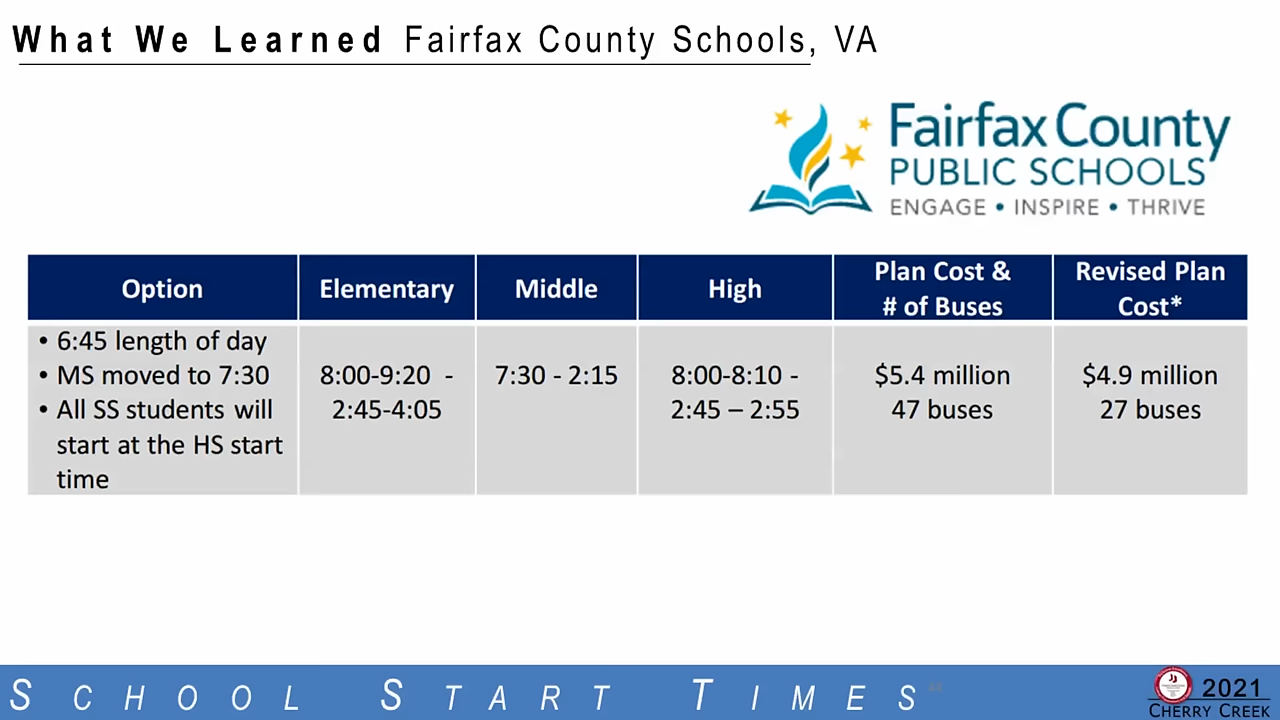 What We Learned Fairfax County Schools, VA
Fairfax County
PUBLIC SCHOOLS
ENGAGE • INSPIRE • THRIVE
Option
Elementary
Middle
High
Plan Cost &
# of Buses
Revised Plan
Cost*
• 6:45 length of day
• MS moved to 7:30
• All SS students will
start at the HS start
time
8:00-9:20 -
2:45-4:05
7:30 - 2:15
8:00-8:10 -
2:45 – 2:55
$5.4 million
47 buses
$4.9 million
27 buses
SCHOOL START TIMES
2021
CHERRY CREEK